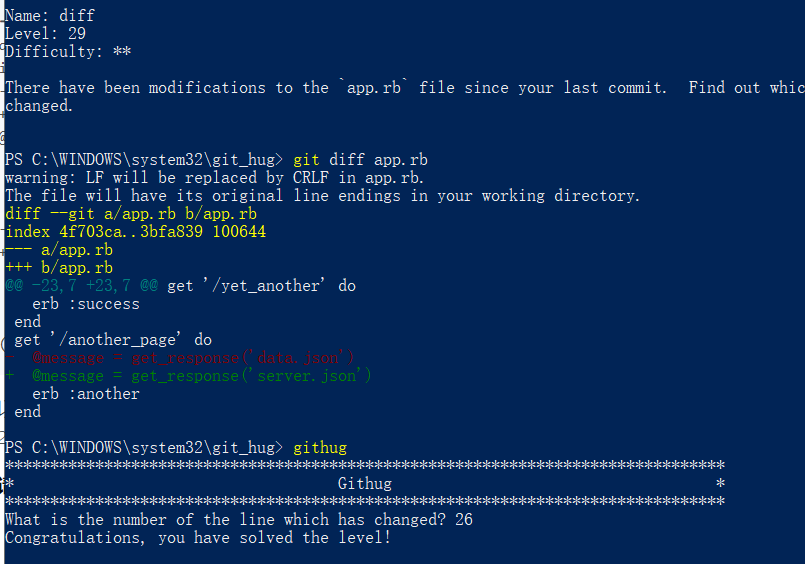 Name: diff
Level: 29
Difficulty: **
There have been modifications to the `app.rb` file since your last commit.  Find out whic
changed.
PS C:\WINDOWS\system32\git_hug> git diff app.rb
warning: LF will be replaced by CRLF in app.rb.
The file will have its original line endings in your working directory.
diff --git a/app.rb b/app.rb
index 4f703ca..3bfa839 100644
--- a/app.rb
+++ b/app.rb
@@ -23,7 +23,7 @@ get '/yet_another' do
   erb :success
 end
 get '/another_page' do
-  @message = get_response('data.json')
+  @message = get_response('server.json')
   erb :another
 end
PS C:\WINDOWS\system32\git_hug> githug
********************************************************************************
*                                    Githug                                    *
********************************************************************************
What is the number of the line which has changed? 26
Congratulations, you have solved the level!